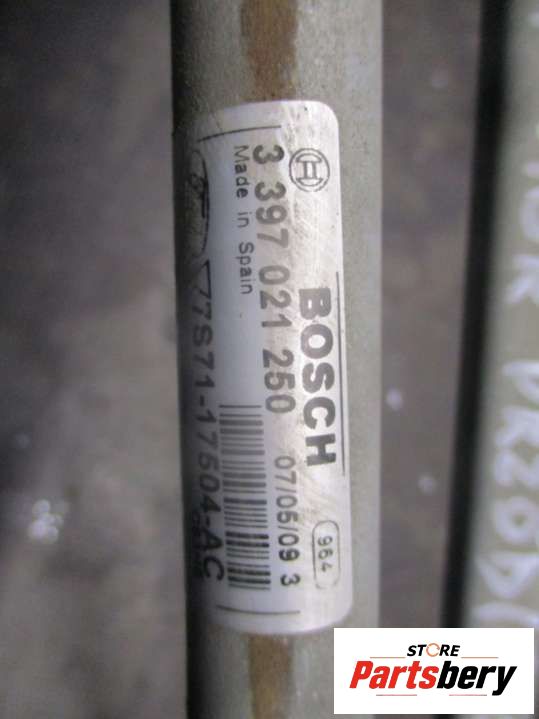 BOSCH
3 397 021 250
07/05/09 3
964
Made in Spain
7S71-17504-AC
STORE
Partsbery